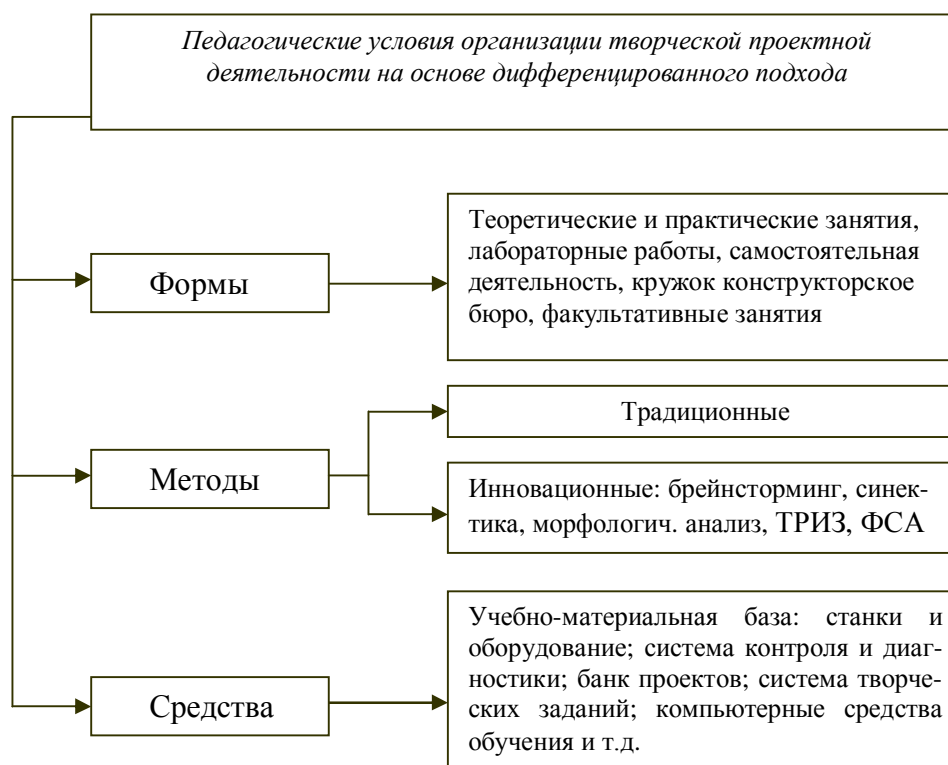 Педагогические условия организации творческой проектной
деятельности на основе дифференцированного подхода
Формы
Теоретические и практические занятия,
лабораторные работы, самостоятельная
деятельность, кружок конструкторское
бюро, факультативные занятия
Методы
Традиционные
Инновационные: брейнсторминг, синек-
тика, морфологич. анализ, ТРИЗ, ФСА
Средства
Учебно-материальная база: станки и
оборудование; система контроля и диаг-
ностики; банк проектов; система творче-
ских заданий; компьютерные средства
обучения и т.д.